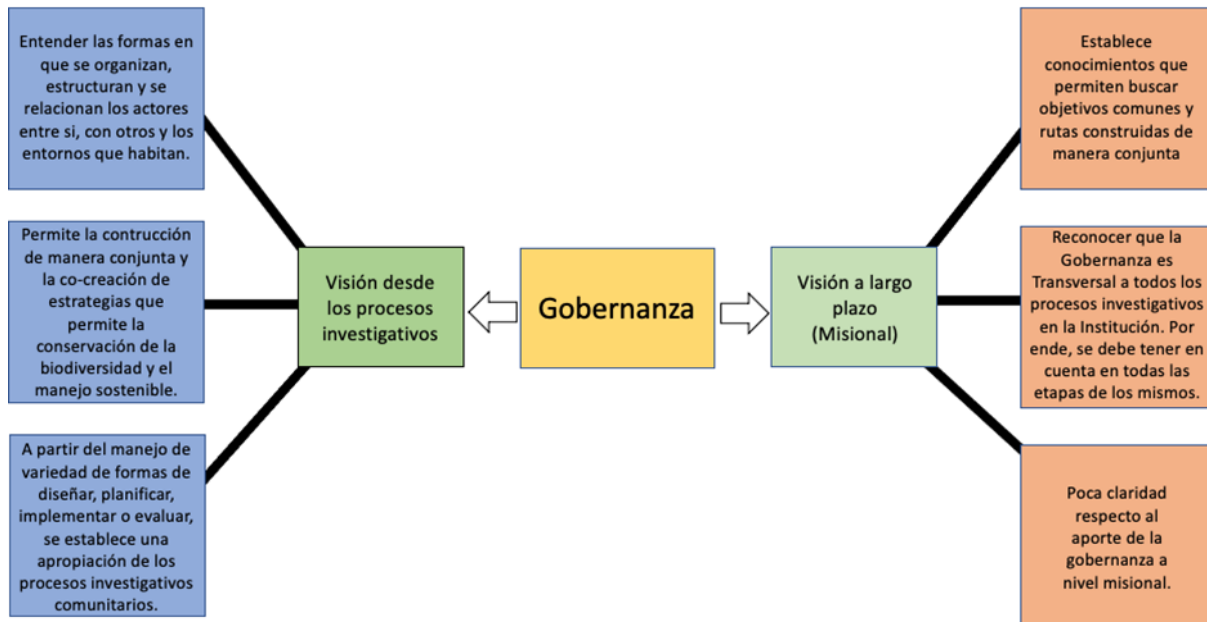 Entender las formas en
que se organizan,
estructuran y se
relacionan los actores
entre si, con otros y los
entornos que habitan.
Permite la contrucción
de manera conjunta y
la co-creación de
estrategias que
permite la
conservación de la
biodiversidad y el
manejo sostenible.
A partir del manejo de
variedad de formas de
diseñar, planificar,
implementar o evaluar,
se establece una
apropiación de los
procesos investigativos
comunitarios.
Visión desde
los procesos
investigativos
Gobernanza
Visión a largo
plazo
(Misional)
Establece
conocimientos que
permiten buscar
objetivos comunes y
rutas construidas de
manera conjunta
Reconocer que la
Gobernanza es
Transversal a todos los
procesos investigativos
en la Institución. Por
ende, se debe tener en
cuenta en todas las
etapas de los mismos.
Poca claridad
respecto al
aporte de la
gobernanza a
nivel misional.